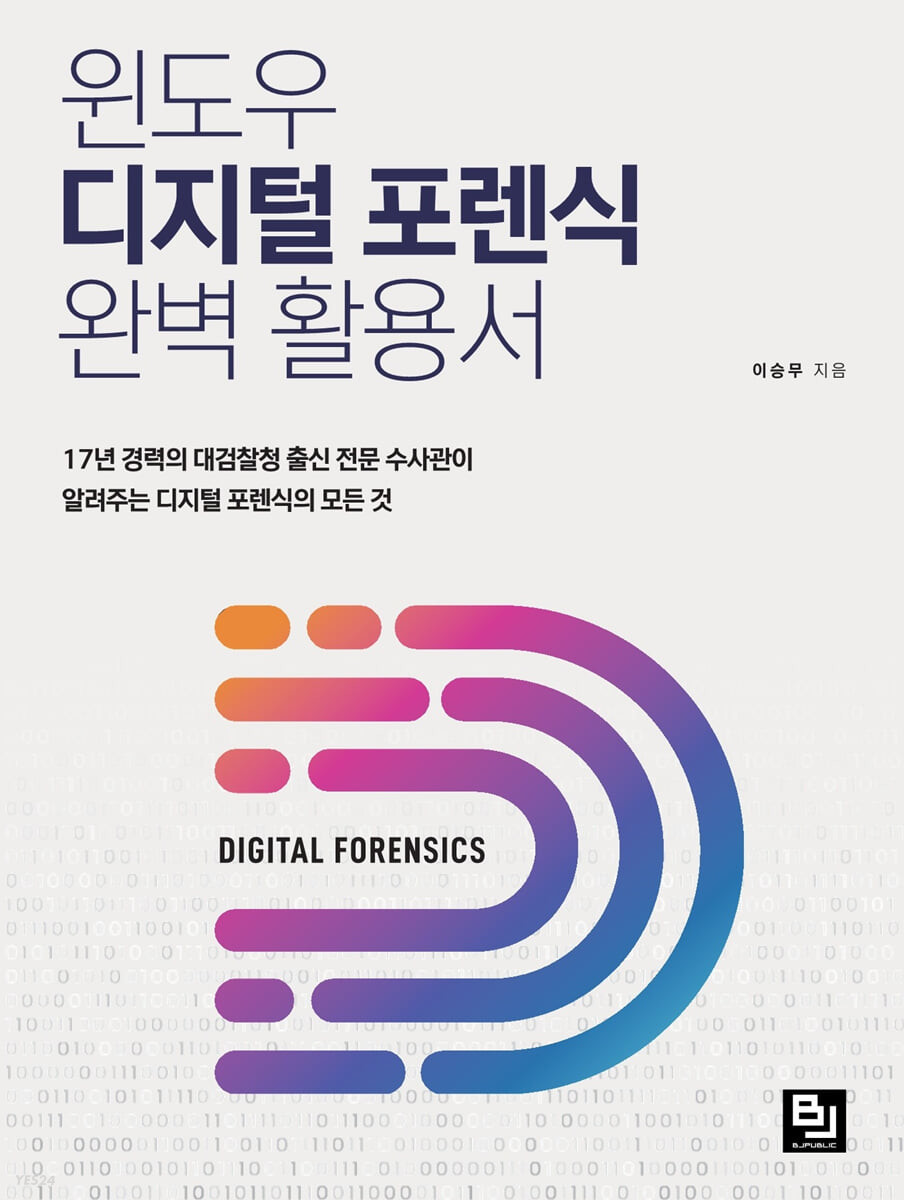 윈도우
디지털 포렌식
완벽 활용서
이승무 지음
17년 경력의 대검찰청 출신 전문 수사관이
알려주는 디지털 포렌식의 모든 것
DIGITAL FORENSICS
BJ
BJPUBLIC
YES24